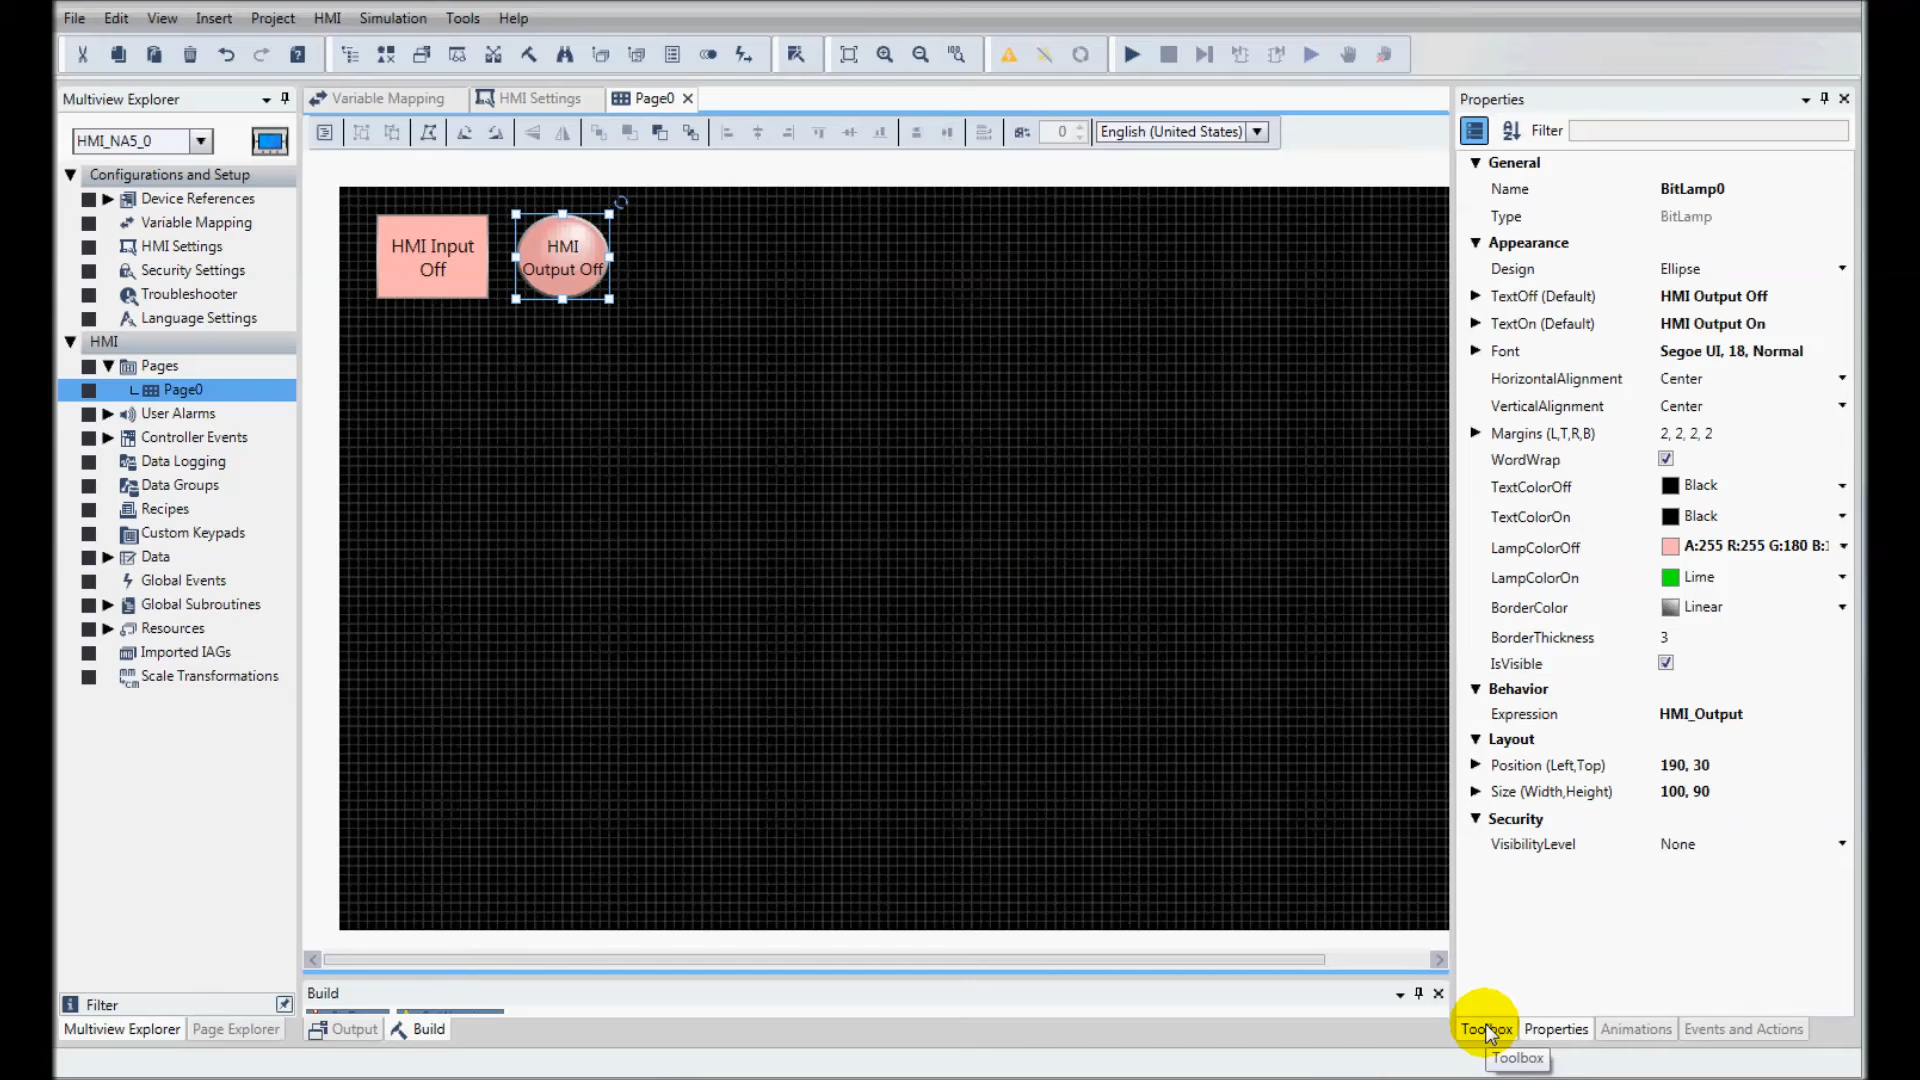 File Edit View Insert Project HMI Simulation Tools Help
Multiview Explorer
HMI_NA5_0
Configurations and Setup
Device References
Variable Mapping
HMI Settings
Security Settings
Troubleshooter
Language Settings
HMI
Pages
Page0
User Alarms
Controller Events
Data Logging
Data Groups
Recipes
Custom Keypads
Data
Global Events
Global Subroutines
Resources
Imported IAGs
Scale Transformations
Filter
Multiview Explorer Page Explorer
Variable Mapping HMI Settings Page0
0 English (United States)
HMI Input
Off
HMI
Output Off
Build
Output Build
Properties
Filter
General
Name BitLamp0
Type BitLamp
Appearance
Design Ellipse
TextOff (Default) HMI Output Off
TextOn (Default) HMI Output On
Font Segoe UI, 18, Normal
HorizontalAlignment Center
VerticalAlignment Center
Margins (L,T,R,B) 2, 2, 2, 2
WordWrap
TextColorOff Black
TextColorOn Black
LampColorOff A:255 R:255 G:180 B:
LampColorOn Lime
BorderColor Linear
BorderThickness 3
IsVisible
Behavior
Expression HMI_Output
Layout
Position (Left,Top) 190, 30
Size (Width,Height) 100, 90
Security
VisibilityLevel None
Toolbox Properties Animations Events and Actions
Toolbox